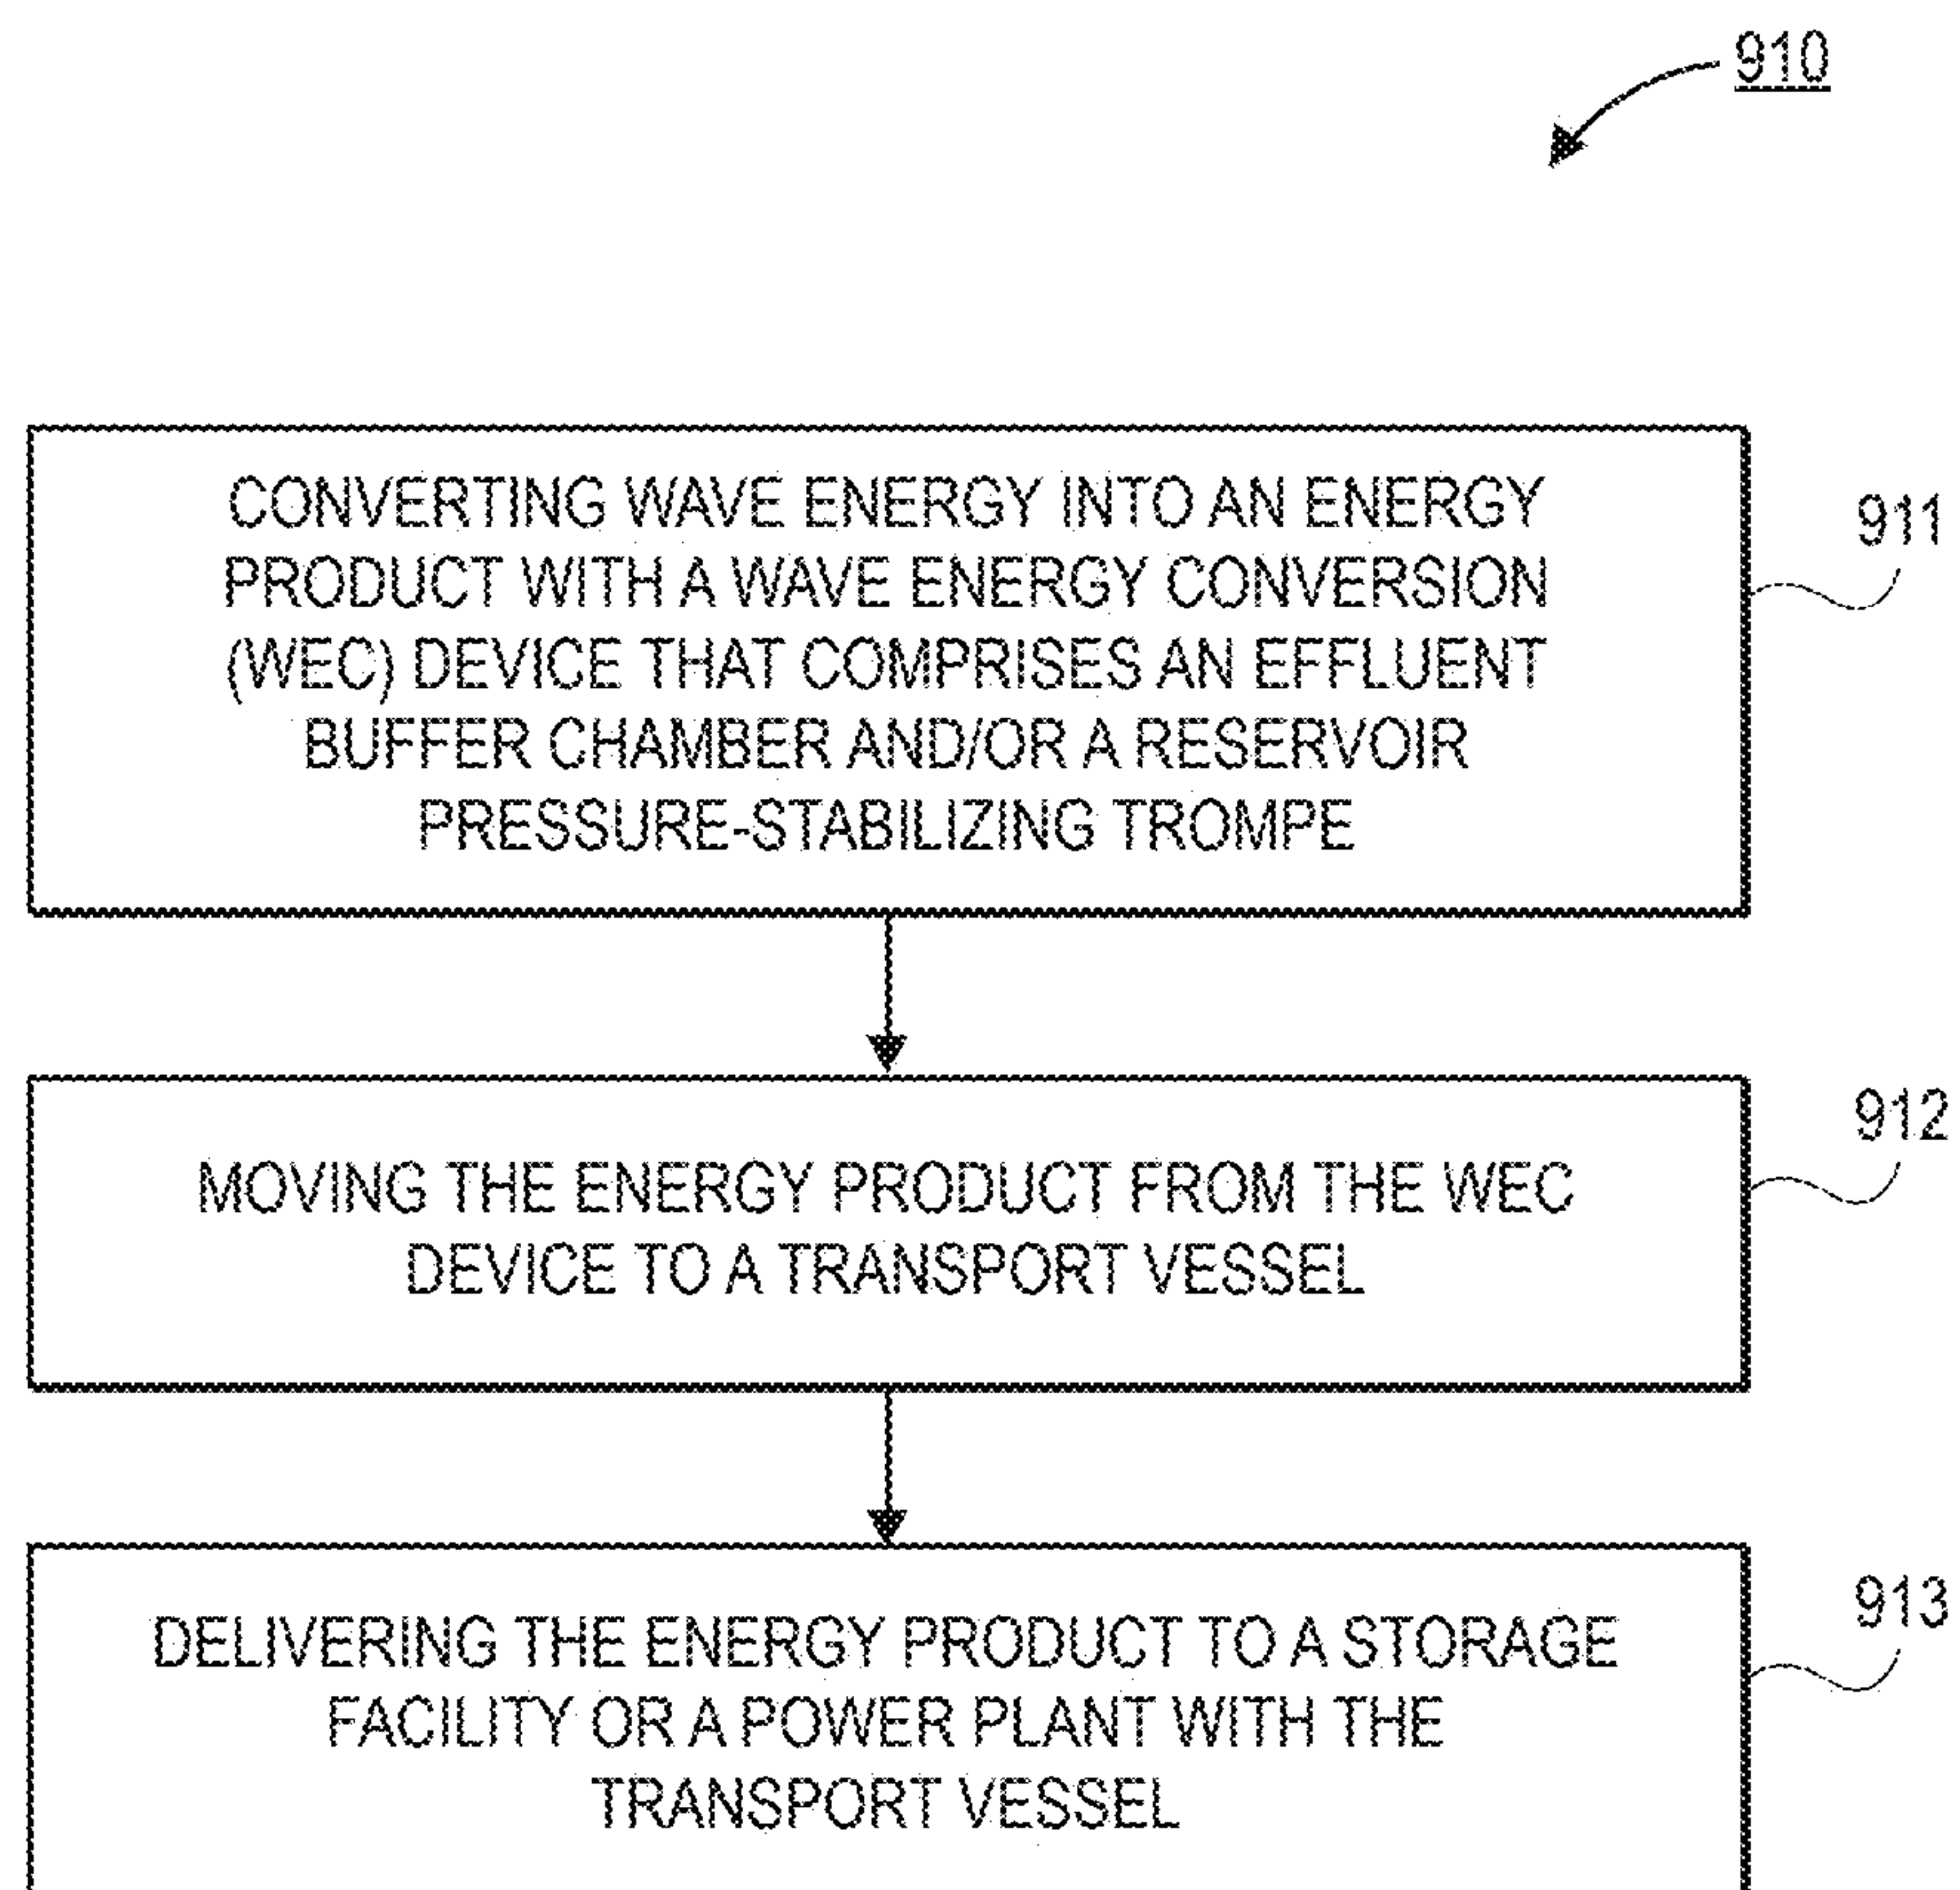 910
CONVERTING WAVE ENERGY INTO AN ENERGY
PRODUCT WITH A WAVE ENERGY CONVERSION
(WEC) DEVICE THAT COMPRISES AN EFFLUENT
BUFFER CHAMBER AND/OR A RESERVOIR
PRESSURE-STABILIZING TROMPE
911
MOVING THE ENERGY PRODUCT FROM THE WEC
DEVICE TO A TRANSPORT VESSEL
912
DELIVERING THE ENERGY PRODUCT TO A STORAGE
FACILITY OR A POWER PLANT WITH THE
TRANSPORT VESSEL
913